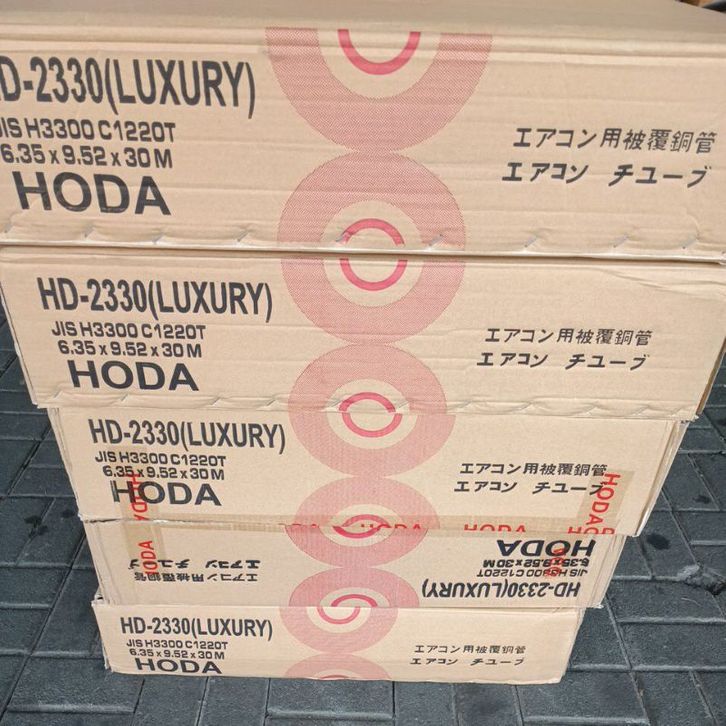 D-2330(LUXURY)
JIS H3300 C1220T
6.35 x 9.52 x 30 M
HODA
エアコン用被覆銅管
エアコン チューブ
HD-2330(LUXURY)
JIS H3300 C1220T
6.35 x 9.52 x 30 M
HODA
エアコン用被覆銅管
エアコン チューブ
HD-2330(LUXURY)
JIS H3300 C1220T
6.35 x 9.52 x 30 M
HODA
エアコン用被覆銅管
エアコン チューブ
HODA
HODA
HODA
HODA
HD-2330(LUXURY)
JIS H3300 C1220T
6.35 x 9.52 x 30 M
HODA
エアコン用被覆銅管
エアコン チューブ
HODA
HD-2330(LUXURY)
JIS H3300 C1220T
6.35 x 9.52 x 30 M
HODA
エアコン用被覆銅管
エアコン チューブ